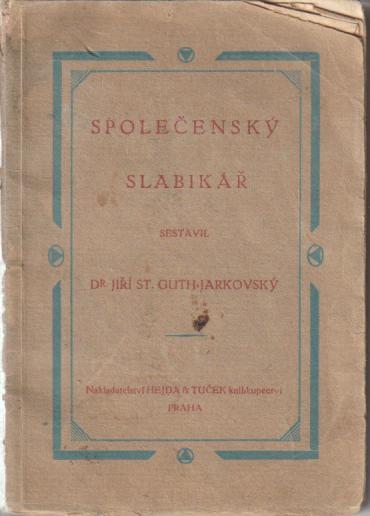 SPOLEČENSKÝ
SLABIKÁŘ
SESTAVIL
DR. JIŘÍ ST. GUTH-JARKOVSKÝ
Nakladatelství HEJDA & TUČEK knihkupectví
PRAHA